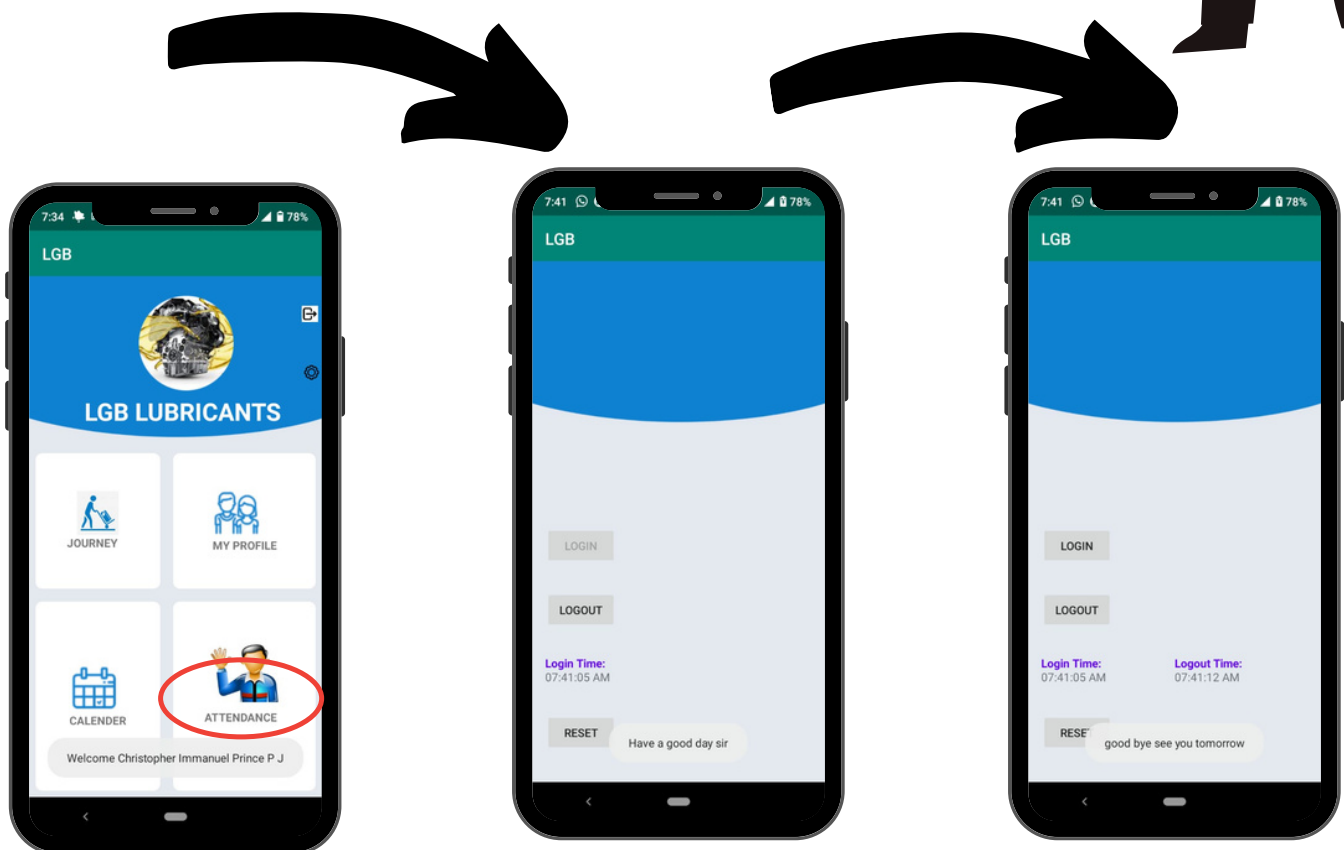 7:34
78%
LGB
LGB LUBRICANTS
JOURNEY
MY PROFILE
CALENDER
ATTENDANCE
Welcome Christopher Immanuel Prince P J
7:41
78%
LGB
LOGIN
LOGOUT
Login Time:
07:41:05 AM
RESET
Have a good day sir
7:41
78%
LGB
LOGIN
LOGOUT
Login Time:
07:41:05 AM
Logout Time:
07:41:12 AM
RESE
good bye see you tomorrow